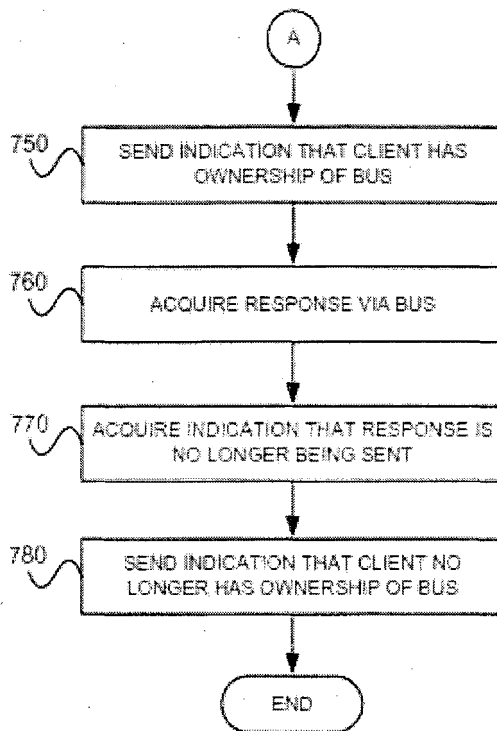 A
750
SEND INDICATION THAT CLIENT HAS
OWNERSHIP OF BUS
760
ACQUIRE RESPONSE VIA BUS
770
ACQUIRE INDICATION THAT RESPONSE IS
NO LONGER BEING SENT
780
SEND INDICATION THAT CLIENT NO
LONGER HAS OWNERSHIP OF BUS
END